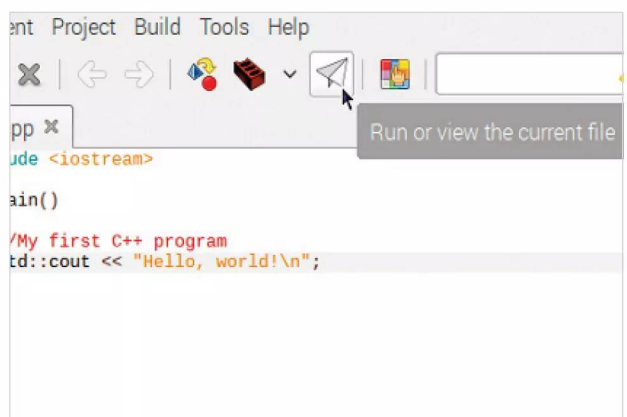 ent Project Build Tools Help
pp
Run or view the current file
ude <iostream>
ain()
/My first C++ program
td::cout << "Hello, world!\n";